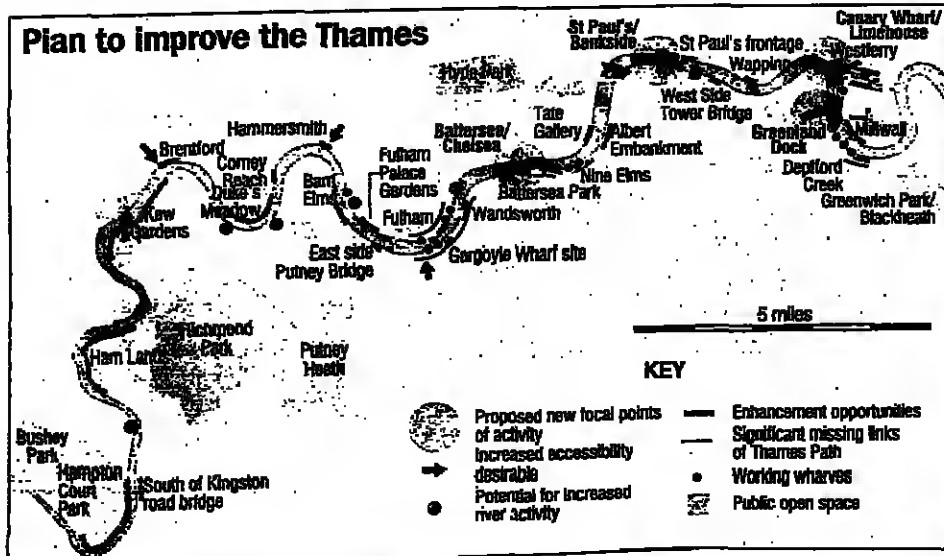 Plan to improve the Thames
St Paul's/
Bankside
St Paul's frontage
Wapping
Canary Wharf/
Limehouse
Westferry
Hyde Park
West Side
Tower Bridge
Hammersmith
Tate
Gallery
Battersea/
Chelsea
Albert
Embankment
Greenland
Dock
Millwall
Brentford
Corney
Reach
Duke's
Meadow
Barn
Elms
Fulham
Palace
Gardens
Battersea Park
Nine Elms
Deptford
Creek
Greenwich Park/
Blackheath
Kew
Gardens
Fulham
Wandsworth
East side
Putney Bridge
Gargoyle Wharf site
5 miles
Richmond
Park
Ham Lands
Putney
Heath
KEY
Proposed new focal points
of activity
Increased accessibility
desirable
Potential for increased
river activity
Enhancement opportunities
Significant missing links
of Thames Path
Working wharves
Public open space
Bushey
Park
Hampton
Court
Park
South of Kingston
road bridge